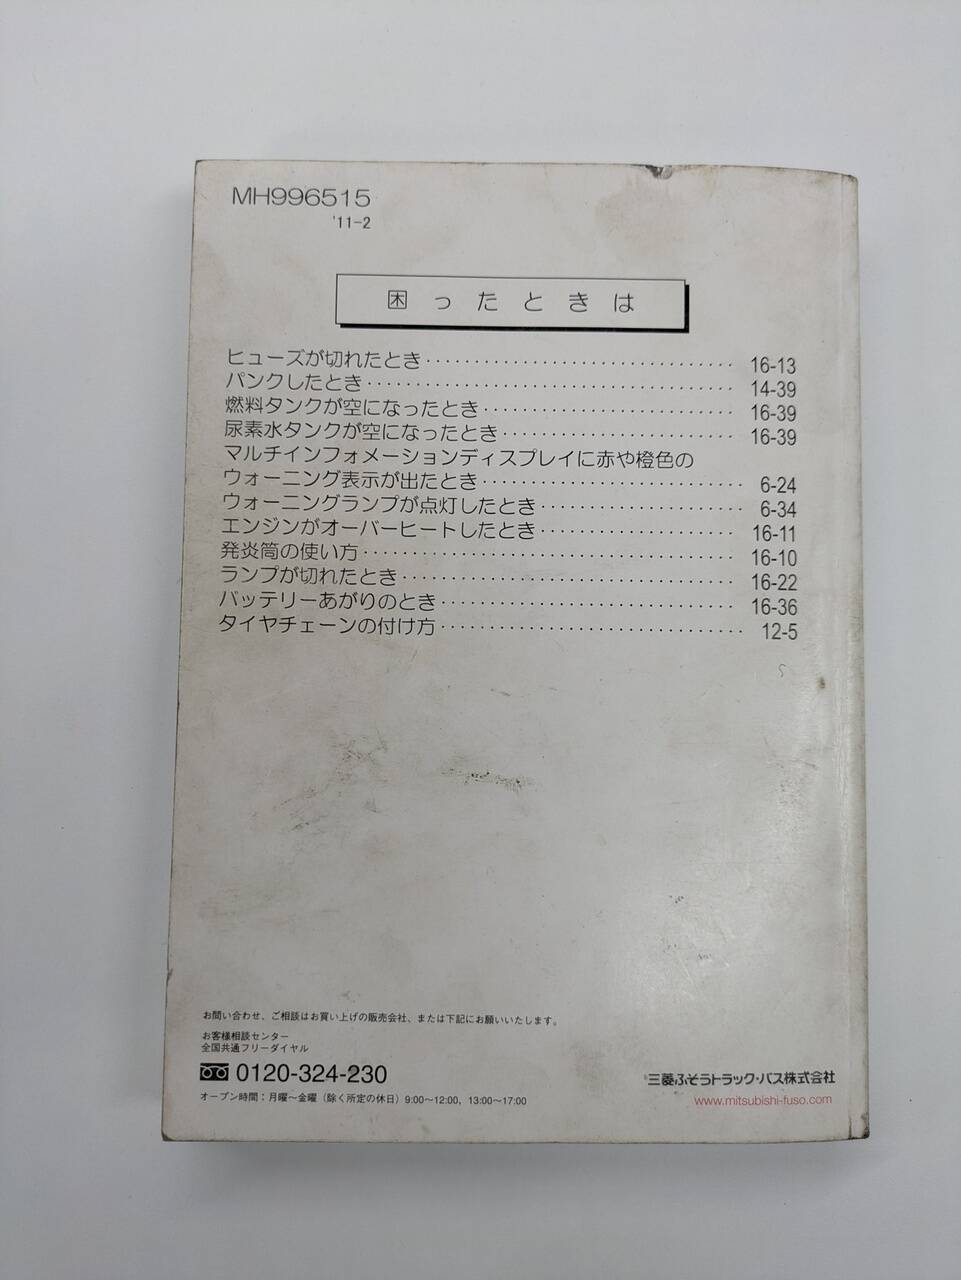 MH996515
'11-2
困ったときは
ヒューズが切れたとき······························16-13
パンクしたとき····································14-39
燃料タンクが空になったとき························16-39
尿素水タンクが空になったとき······················16-39
マルチインフォメーションディスプレイに赤や橙色の
ウォーニング表示が出たとき························6-24
ウォーニングランプが点灯したとき··················6-34
エンジンがオーバーヒートしたとき··················16-11
発炎筒の使い方····································16-10
ランプが切れたとき································16-22
バッテリーあがりのとき····························16-36
タイヤチェーンの付け方····························12-5
お問い合わせ、ご相談はお買い上げの販売会社、または下記にお願いいたします。
お客様相談センター
全国共通フリーダイヤル
0120-324-230
オープン時間：月曜～金曜（除く所定の休日）9:00～12:00，13:00～17:00
三菱ふそうトラック・バス株式会社
www.mitsubishi-fuso.com